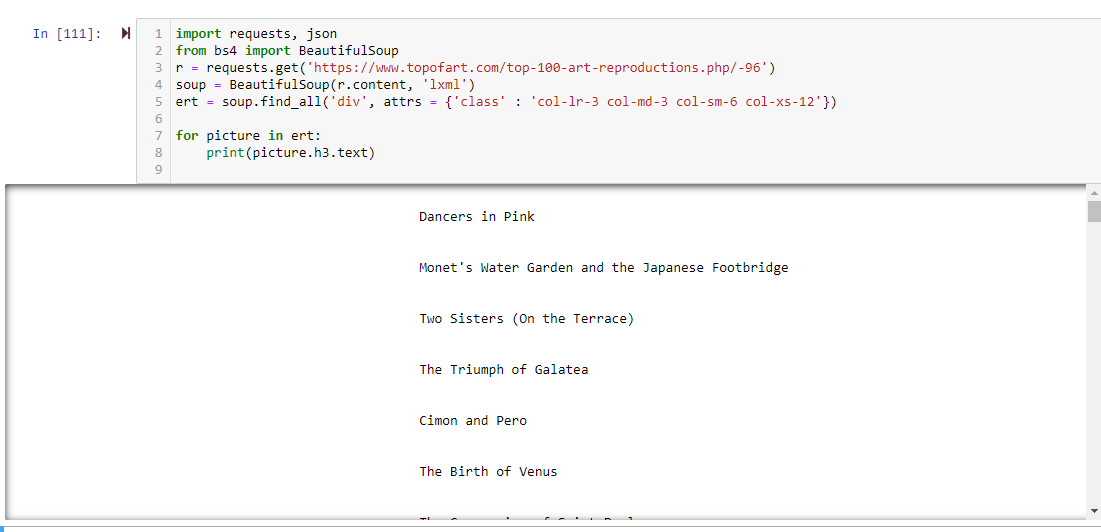 In [111]:
1 import requests, json
2 from bs4 import BeautifulSoup
3 r = requests.get('https://www.topofart.com/top-100-art-reproductions.php/-96')
4 soup = BeautifulSoup(r.content, 'lxml')
5 ert = soup.find_all('div', attrs = {'class' : 'col-lr-3 col-md-3 col-sm-6 col-xs-12'})
6
7 for picture in ert:
8     print(picture.h3.text)
9
Dancers in Pink
Monet's Water Garden and the Japanese Footbridge
Two Sisters (On the Terrace)
The Triumph of Galatea
Cimon and Pero
The Birth of Venus